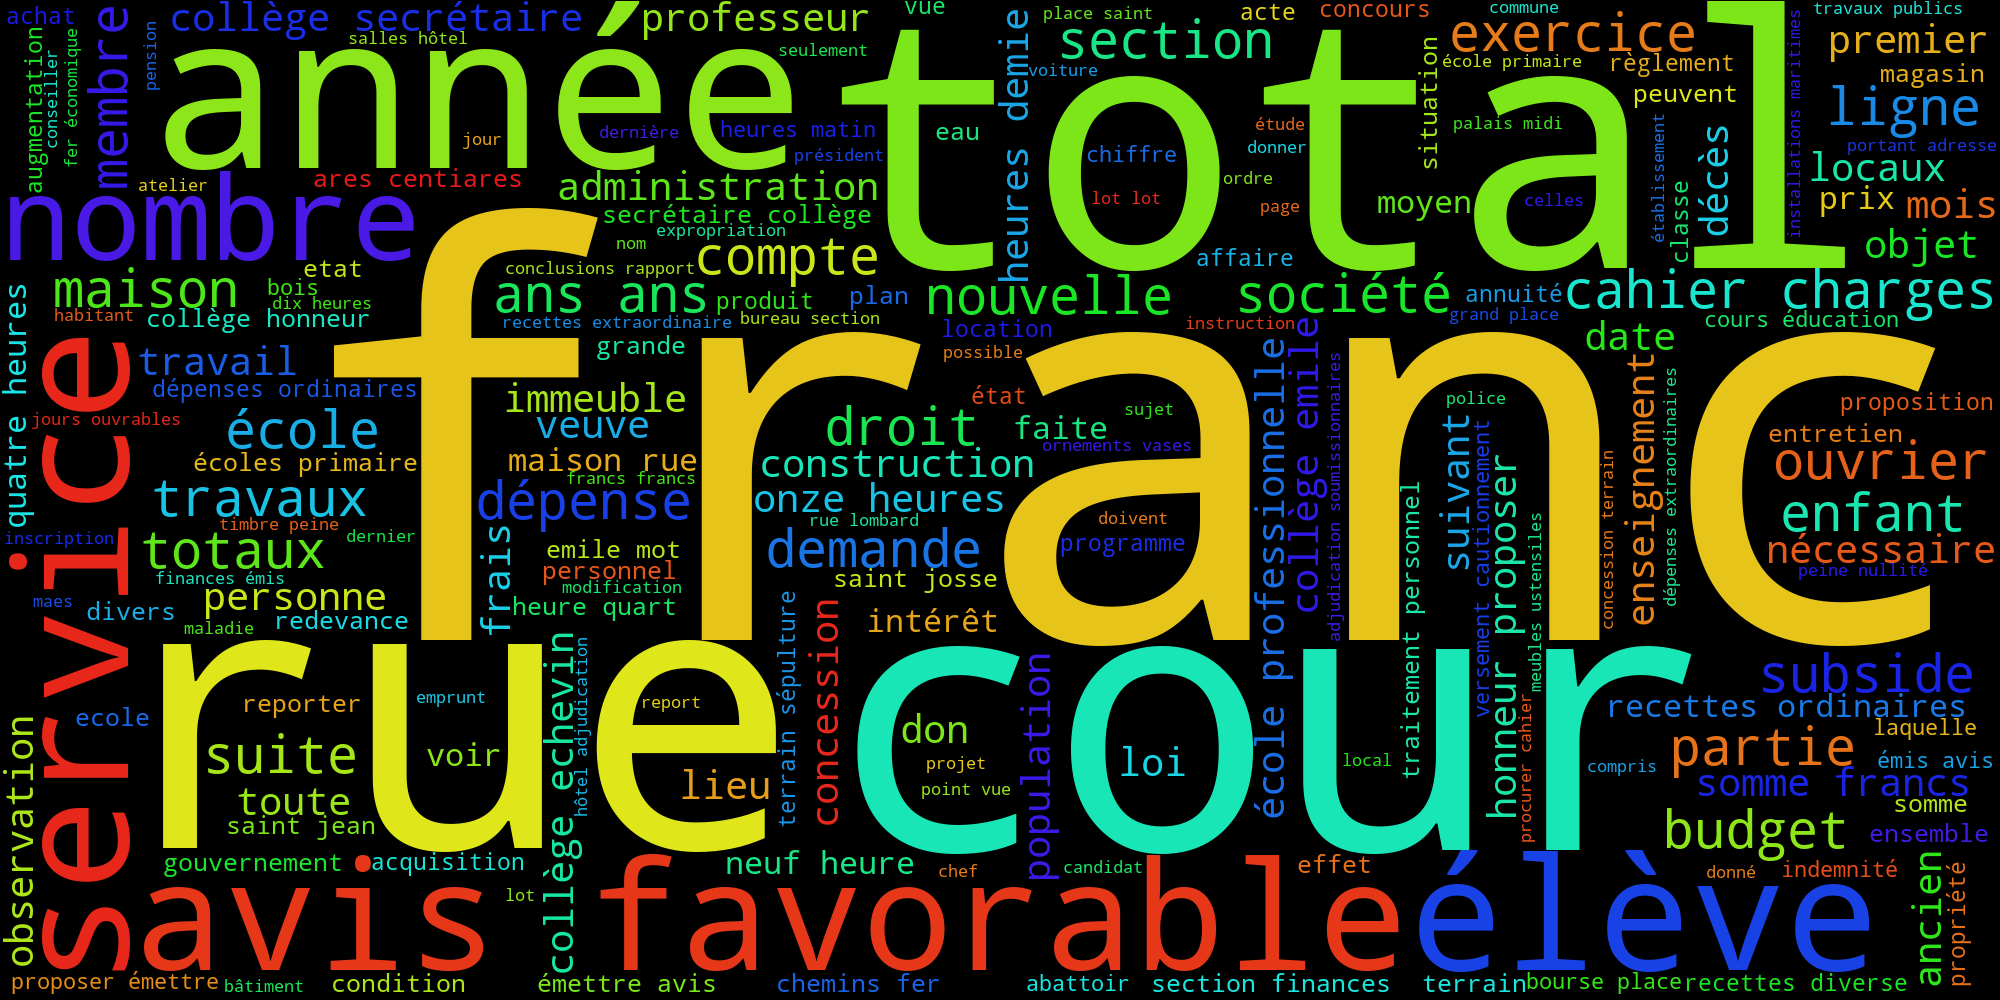 achat
collège secrétaire
professeur
vue
place saint
acte
concours
commune
travaux publics
salles hôtel
année
total
seulement
section
exercice
premier
augmentation
conseiller
fer économique
membre
pension
voiture
heures demie
situation
école primaire
règlement
magasin
installations maritimes
peuvent
ligne
jour
dernière
heures matin
président
eau
chiffre
étude
donner
palais midi
établissement
décès
portant adresse
locaux
atelier
ares centiares
administration
lot lot
ordre
page
moyen
celles
classe
prix
mois
nombre
secrétaire collège
expropriation
nom
compte
affaire
objet
conclusions rapport
etat
maison
bois
dix heures
habitant
collège honneur
ans ans
produit
plan
nouvelle
société
annuité
cahier charges
grand place
cours éducation
recettes extraordinaire
bureau section
location
instruction
date
quatre heures
service
travail
dépenses ordinaires
grande
franc
possible
école professionnelle
collège emile
adjudication soumissionnaires
enseignement
dépenses extraordinaires
jours ouvrables
école
immeuble
veuve
état
droit
faite
sujet
ornements vases
police
suivant
versement cautionnement
proposition
entretien
écoles primaire
maison rue
francs francs
construction
concession terrain
ouvrier
travaux
dépense
onze heures
traitement personnel
honneur proposer
meubles ustensiles
enfant
timbre peine
rue lombard
doivent
inscription
totaux
dernier
frais
emile mot
demande
programme
nécessaire
finances émis
personnel
modification
saint josse
peine nullité
maes
divers
personne
redevance
maladie
heure quart
terrain sépulture
concession
intérêt
rue
cour
collège echevin
hôtel adjudication
population
subside
ecole
reporter
emprunt
report
procurer cahier
recettes ordinaires
laquelle
observation
suite
voir
don
projet
loi
local
compris
partie
émis avis
toute
lieu
point vue
somme francs
somme
saint jean
budget
ensemble
gouvernement
acquisition
neuf heure
chef
candidat
effet
donné
indemnité
ancien
propriété
avis favorable
lot
élève
proposer émettre
bâtiment
condition
émettre avis
chemins fer
abattoir
section finances
terrain
bourse place
recettes diverse